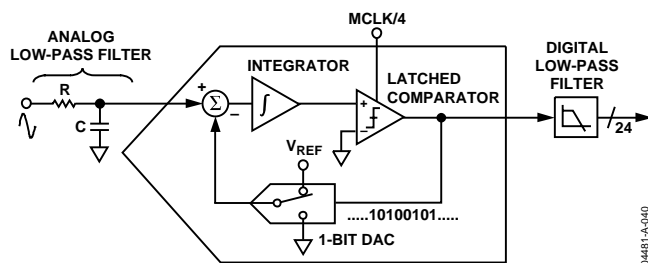 MCLK/4
ANALOG
LOW-PASS FILTER
INTEGRATOR
LATCHED
COMPARATOR
DIGITAL
LOW-PASS
FILTER
R
C
+
Σ
–
∫
+
–
24
VREF
.....10100101.....
1-BIT DAC
04481-A-040